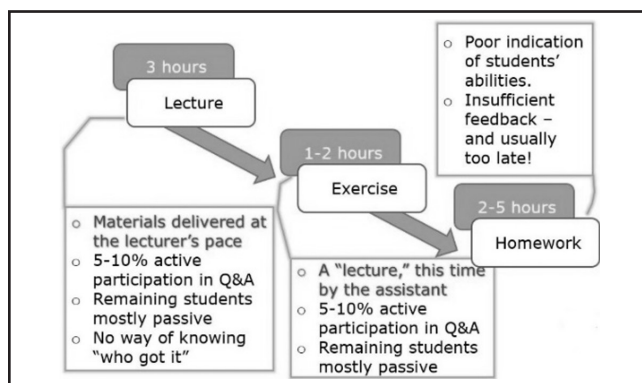 3 hours
Lecture
○ Materials delivered at
the lecturer's pace
○ 5-10% active
participation in Q&A
○ Remaining students
mostly passive
○ No way of knowing
"who got it"
1-2 hours
Exercise
○ A "lecture," this time
by the assistant
○ 5-10% active
participation in Q&A
○ Remaining students
mostly passive
○ Poor indication
of students'
abilities.
○ Insufficient
feedback –
and usually
too late!
2-5 hours
Homework